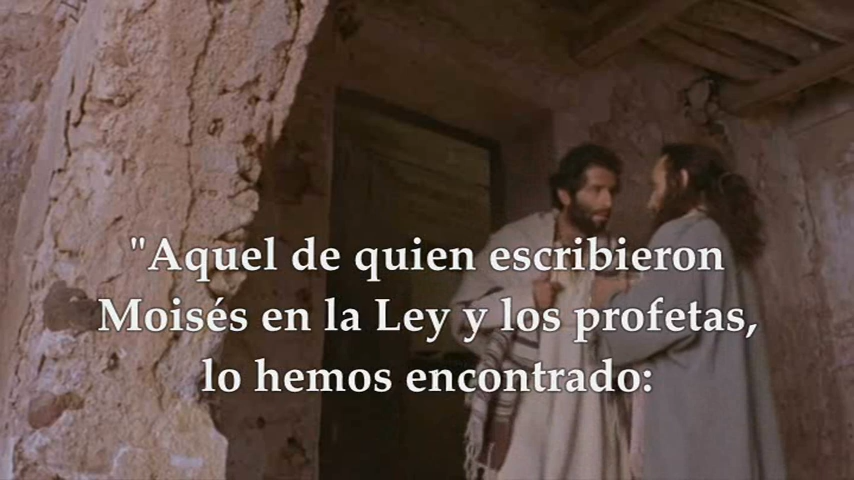 "Aquel de quien escribieron
Moisés en la Ley y los profetas,
lo hemos encontrado: